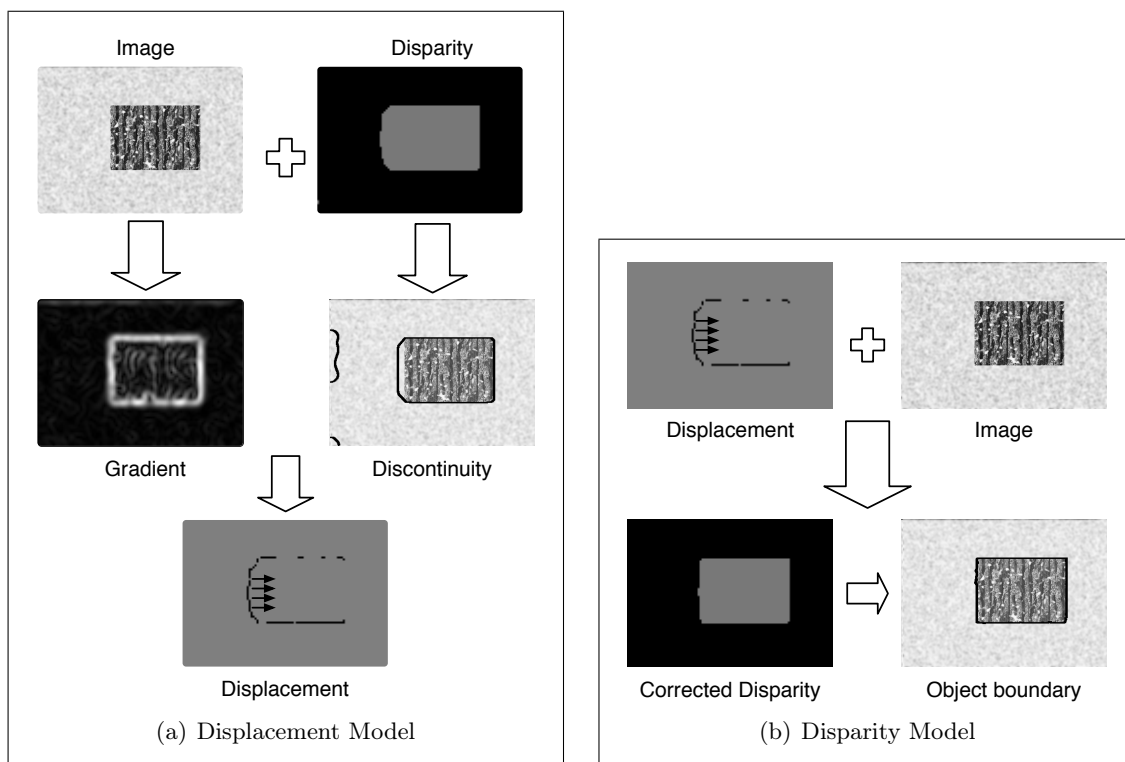 Image
Disparity
Gradient
Discontinuity
Displacement
(a) Displacement Model
Displacement
Image
Corrected Disparity
Object boundary
(b) Disparity Model